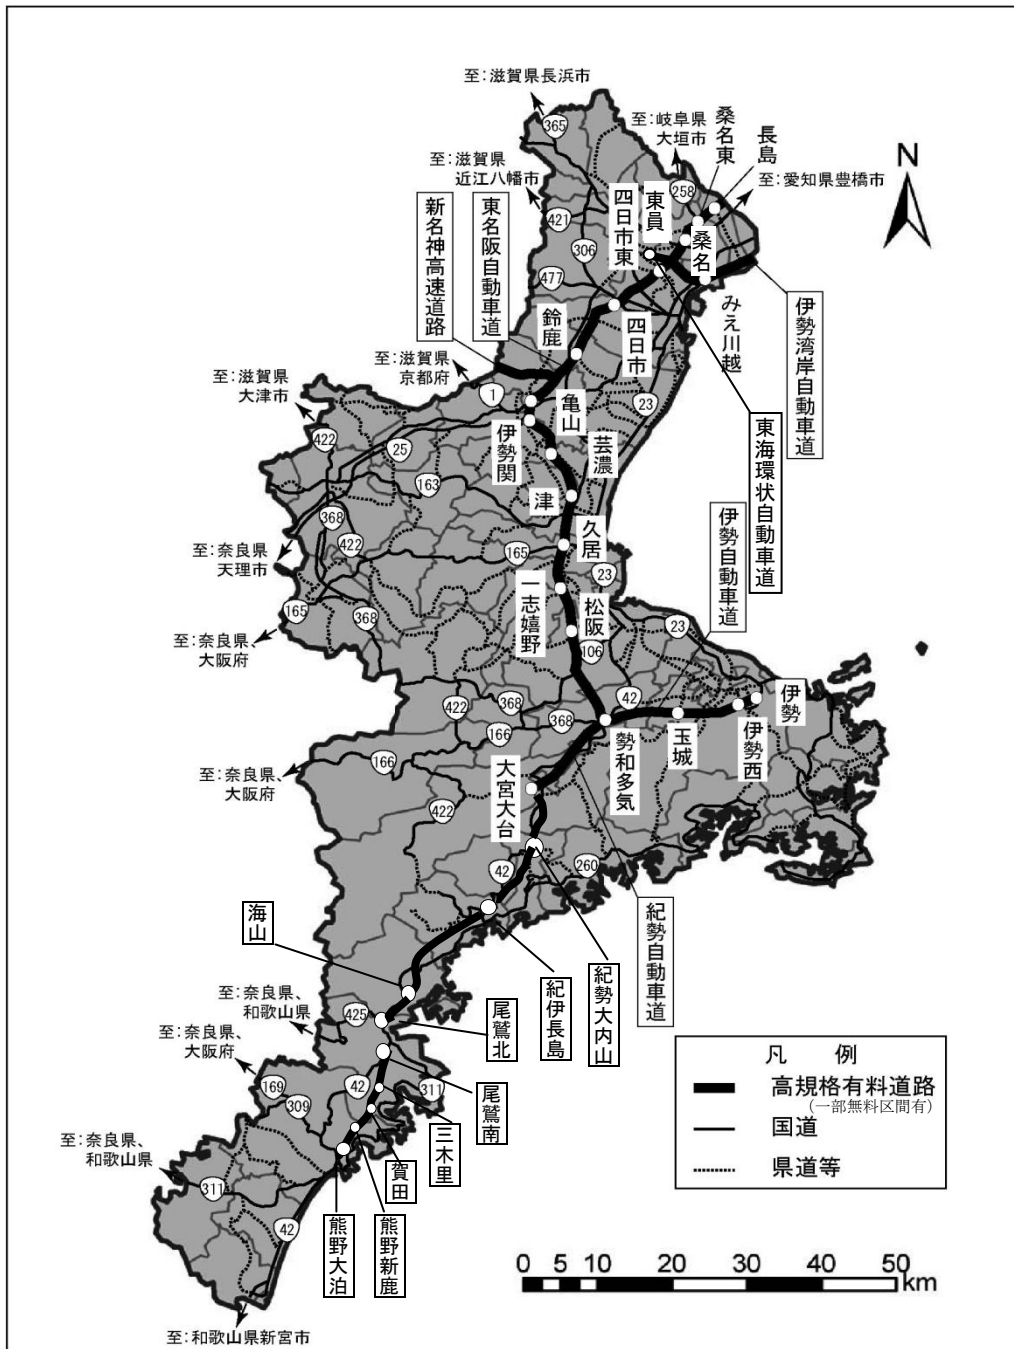 至：滋賀県長浜市
365
至：岐阜県
大垣市
桑名東
長島
N
至：滋賀県
近江八幡市
258
至：愛知県豊橋市
新名神高速道路
東名阪自動車道
421
四日市東
東員
306
桑名
477
みえ川越
伊勢湾岸自動車道
鈴鹿
四日市
至：滋賀県
京都府
至：滋賀県
大津市
1
23
亀山
422
25
伊勢関
芸濃
東海環状自動車道
163
津
伊勢自動車道
368
久居
422
165
至：奈良県
天理市
23
一志嬉野
松阪
165
368
23
至：奈良県、
大阪府
106
42
368
伊勢
422
368
伊勢西
玉城
166
勢和多気
166
大宮大台
至：奈良県、
大阪府
422
42
260
海山
紀勢自動車道
紀伊長島
紀勢大内山
至：奈良県、
和歌山県
425
尾鷲北
至：奈良県、
大阪府
凡　例
169
42
311
高規格有料道路
（一部無料区間有）
309
尾鷲南
国道
三木里
至：奈良県、
和歌山県
県道等
賀田
311
42
熊野大泊
熊野新鹿
0 5 10 20 30 40 50
km
至：和歌山県新宮市